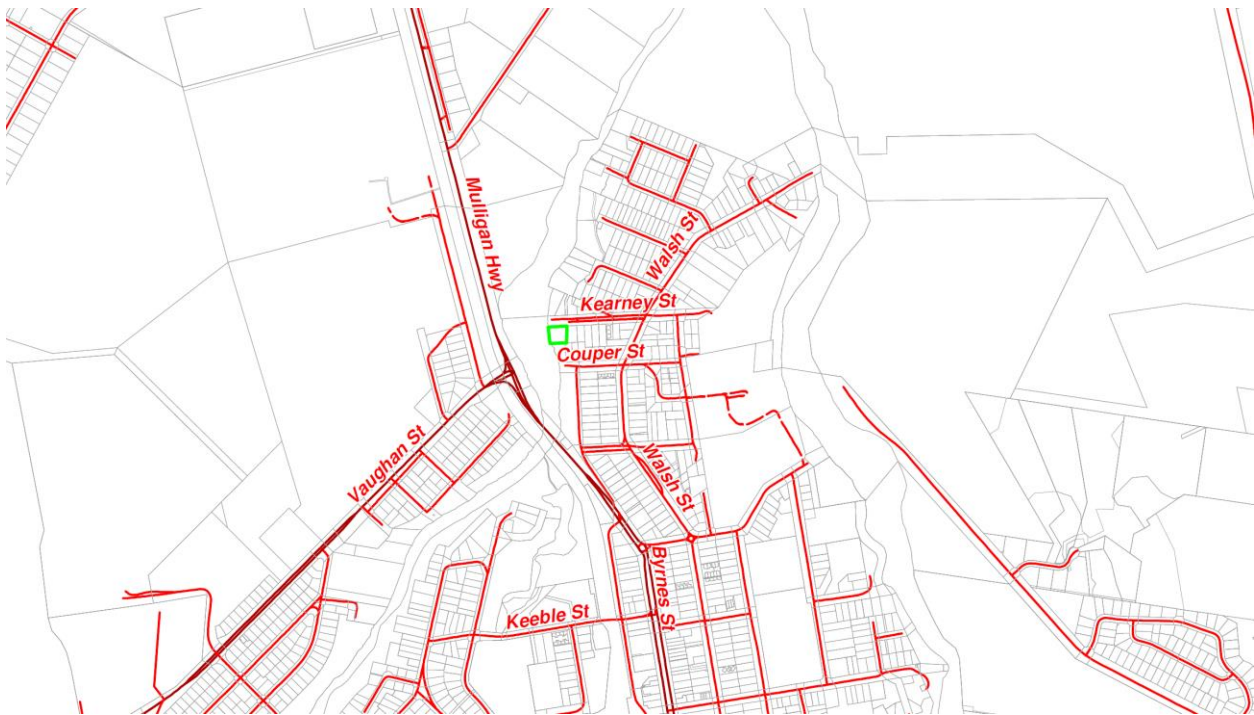 Mulligan Hwy
Walsh St
Kearney St
Couper St
Vaughan St
Walsh St
Byrnes St
Keeble St